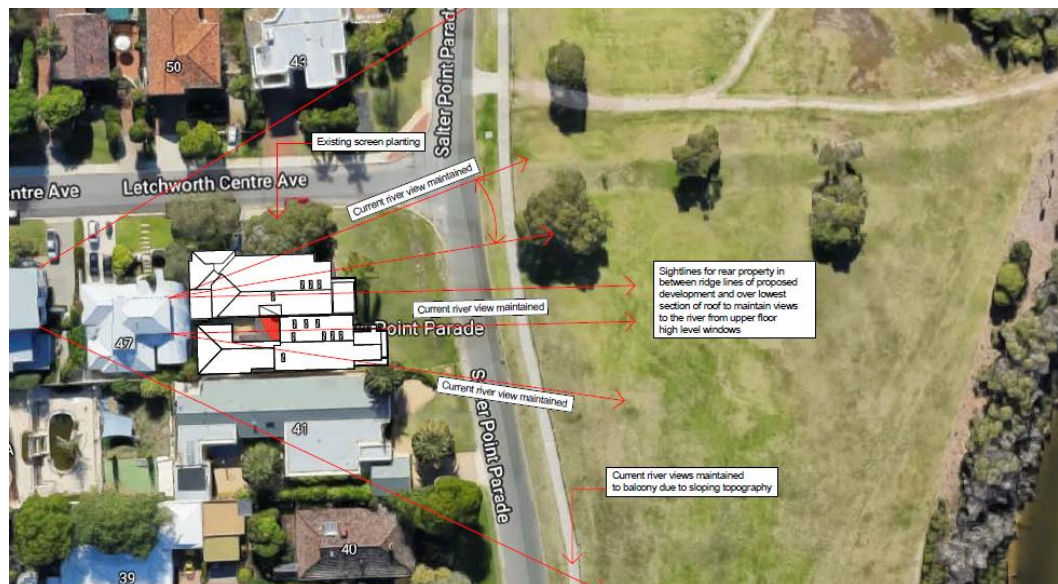 50
43
Salter Point Parade
Existing screen planting
Letchworth Centre Ave
entre Ave
Current river view maintained
Sightlines for rear property in
between ridge lines of proposed
development and over lowest
section of roof to maintain views
to the river from upper floor
high level windows
Current river view maintained
Point Parade
47
Current river view maintained
41
Salter Point Parade
Current river views maintained
to balcony due to sloping topography
40
39